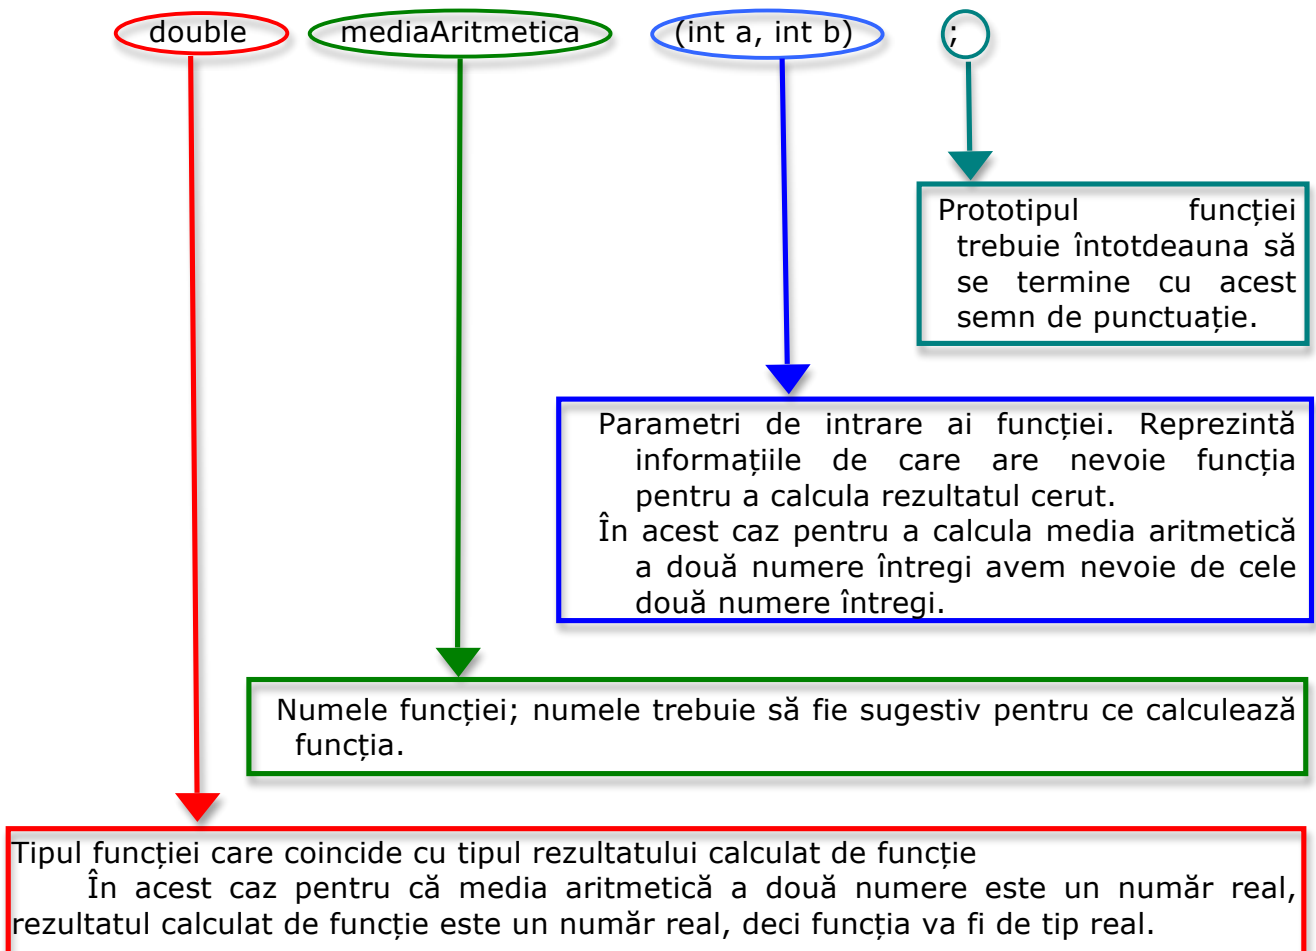 double mediaAritmetica (int a, int b) ;
Prototipul funcției
trebuie întotdeauna să
se termine cu acest
semn de punctuație.
Parametri de intrare ai funcției. Reprezintă
informațiile de care are nevoie funcția
pentru a calcula rezultatul cerut.
În acest caz pentru a calcula media aritmetică
a două numere întregi avem nevoie de cele
două numere întregi.
Numele funcției; numele trebuie să fie sugestiv pentru ce calculează
funcția.
Tipul funcției care coincide cu tipul rezultatului calculat de funcție
În acest caz pentru că media aritmetică a două numere este un număr real,
rezultatul calculat de funcție este un număr real, deci funcția va fi de tip real.